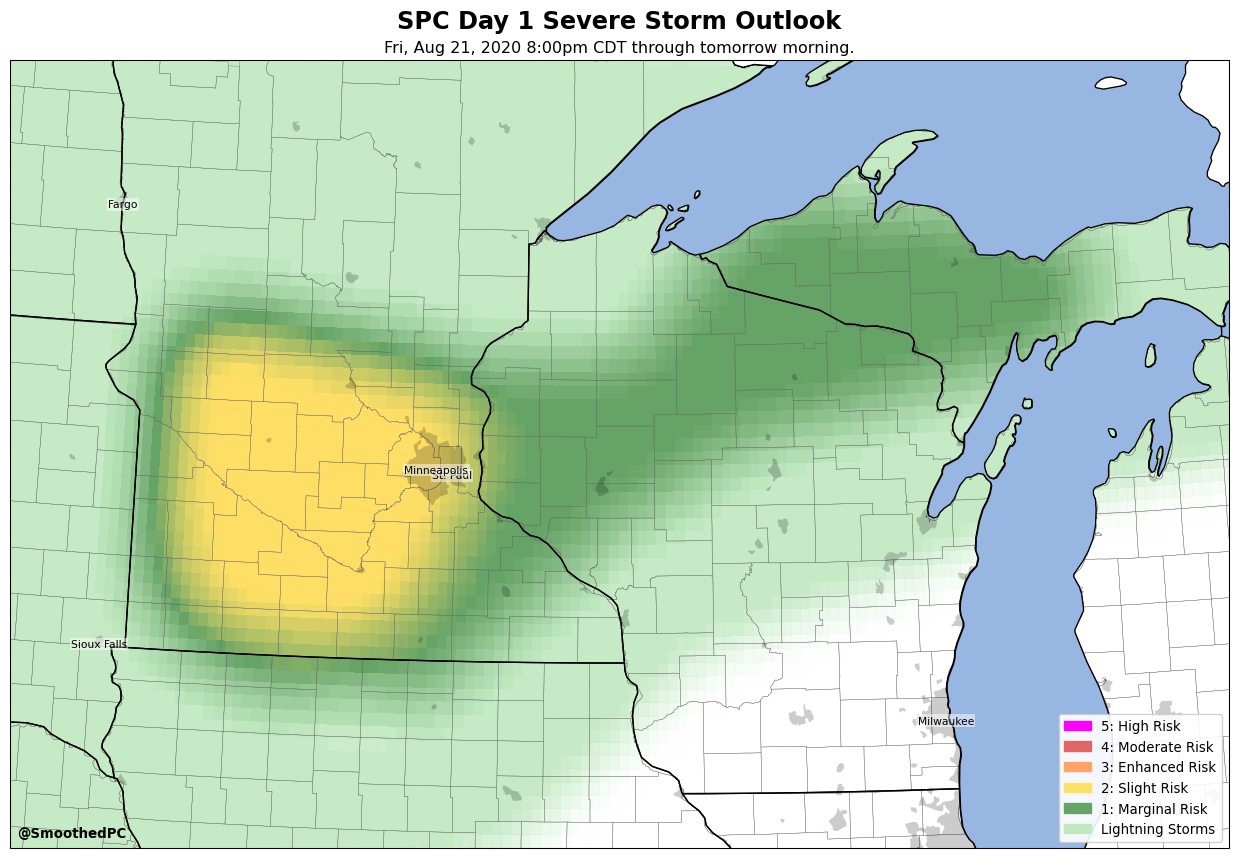 SPC Day 1 Severe Storm Outlook
Fri, Aug 21, 2020 8:00pm CDT through tomorrow morning.
Fargo
Minneapolis
St. Paul
Sioux Falls
Milwaukee
5: High Risk
4: Moderate Risk
3: Enhanced Risk
2: Slight Risk
1: Marginal Risk
Lightning Storms
@SmoothedPC